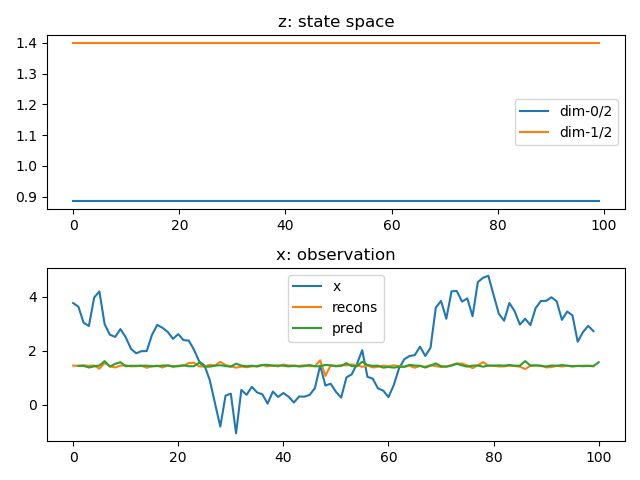 z: state space
1.4
1.3
1.2
1.1
1.0
0.9
dim-0/2
dim-1/2
0 20 40 60 80 100
x: observation
4
2
0
x
recons
pred
0 20 40 60 80 100